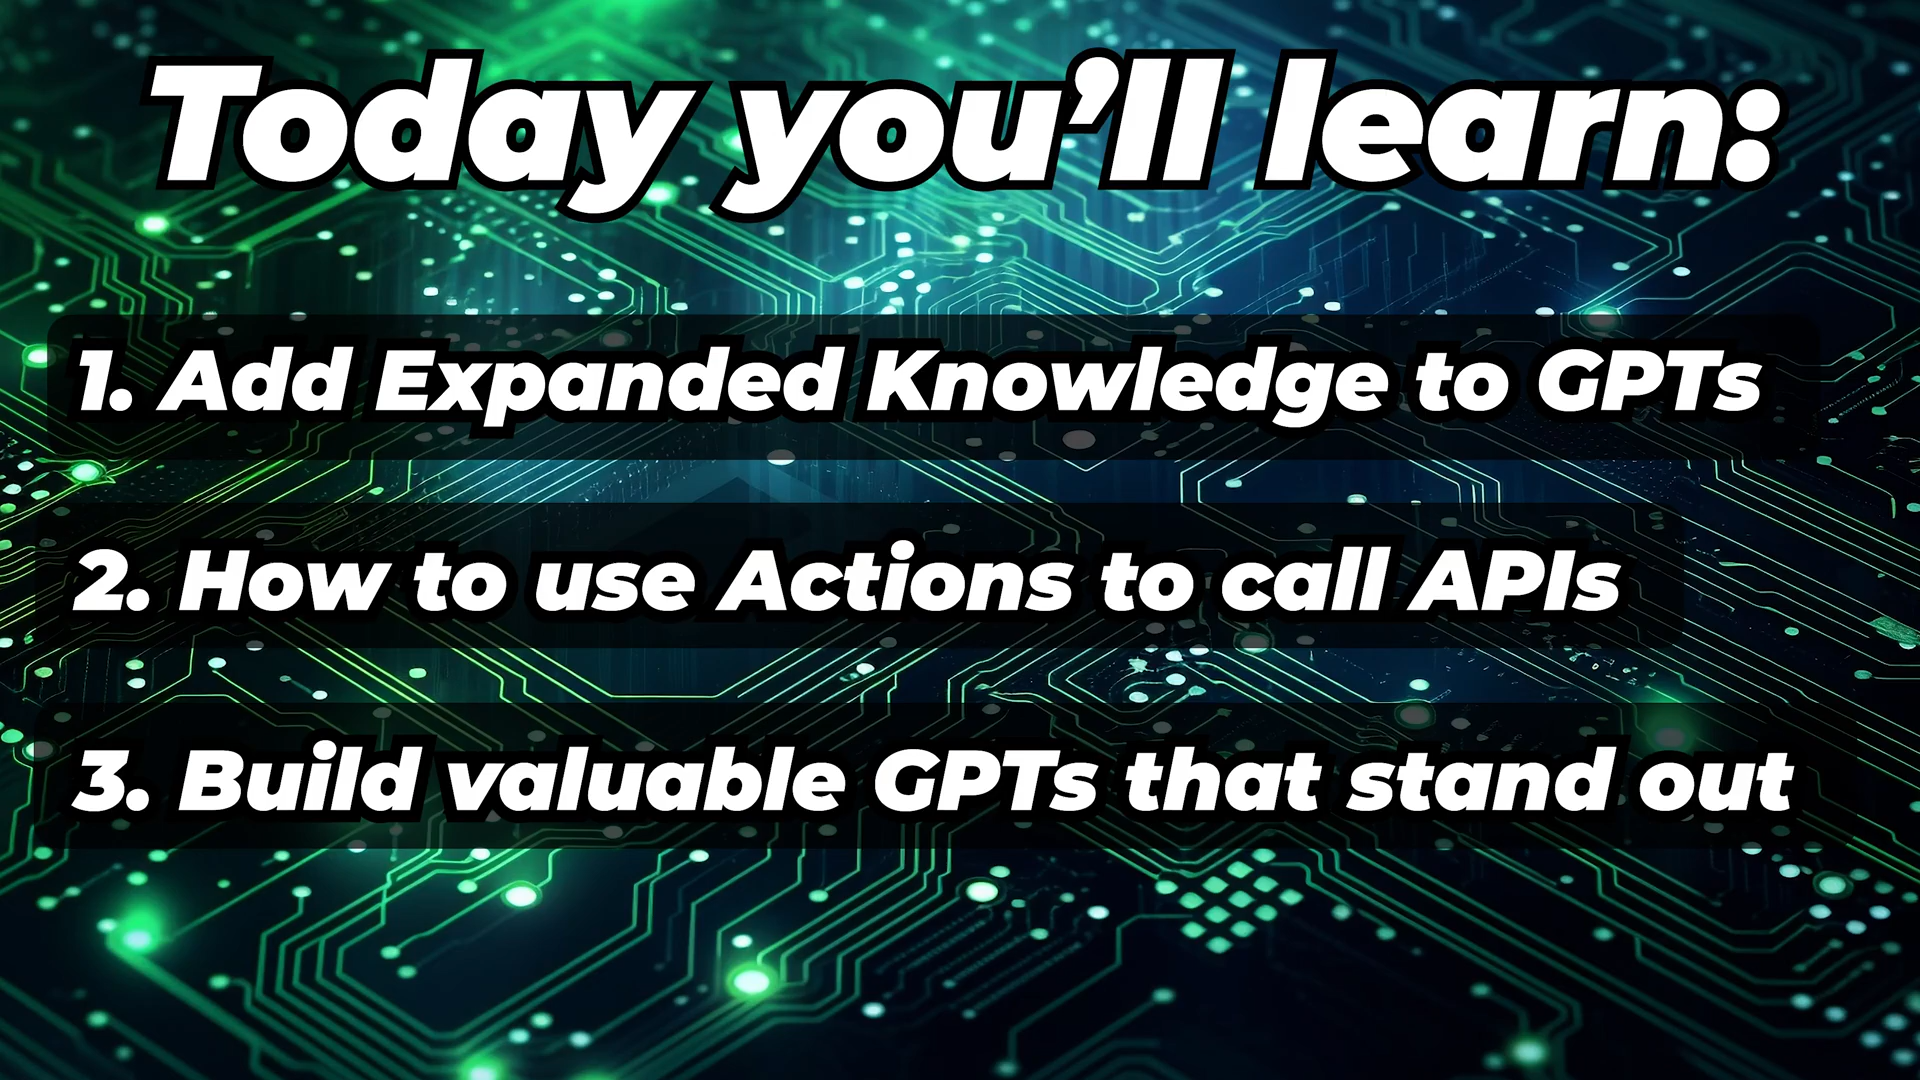 Today you’ll learn:
1. Add Expanded Knowledge to GPTs
2. How to use Actions to call APIs
3. Build valuable GPTs that stand out